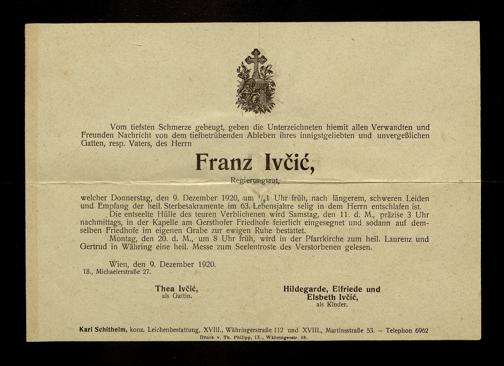 Vom tiefsten Schmerze gebeugt, geben die Unterzeichneten hiemit allen Verwandten und
Freunden Nachricht von dem tiefbetrübenden Ableben ihres innigstgeliebten und unvergeßlichen
Gatten, resp. Vaters, des Herrn
Franz Ivčić,
Regierungsrat,
welcher Donnerstag, den 9. Dezember 1920, um 1 Uhr früh, nach längerem, schweren Leiden
und Empfang der heil. Sterbesakramente im 63. Lebensjahre selig in dem Herrn entschlafen ist.
Die entseelte Hülle des teuren Verblichenen wird Samstag, den 11. d. M., präzise 3 Uhr
nachmittags, in der Kapelle am Gersthofer Friedhofe feierlich eingesegnet und sodann auf dem-
selben Friedhofe im eigenen Grabe zur ewigen Ruhe bestattet.
Montag, den 20. d. M., um 8 Uhr früh, wird in der Pfarrkirche zum heil. Laurenz und
Gertrud in Währing eine heil. Messe zum Seelentroste des Verstorbenen gelesen.
Wien, den 9. Dezember 1920.
18., Michaelerstraße 27.
Thea Ivčić,
als Gattin.
Hildegarde, Elfriede und
Elsbeth Ivčić,
als Kinder.
Karl Schitheim, konz. Leichenbestattung, XVIII., Währingerstraße 112 und XVIII., Martinsstraße 53. – Telephon 6962
Druck v. Th. Philipp, IX., Währingerstr.